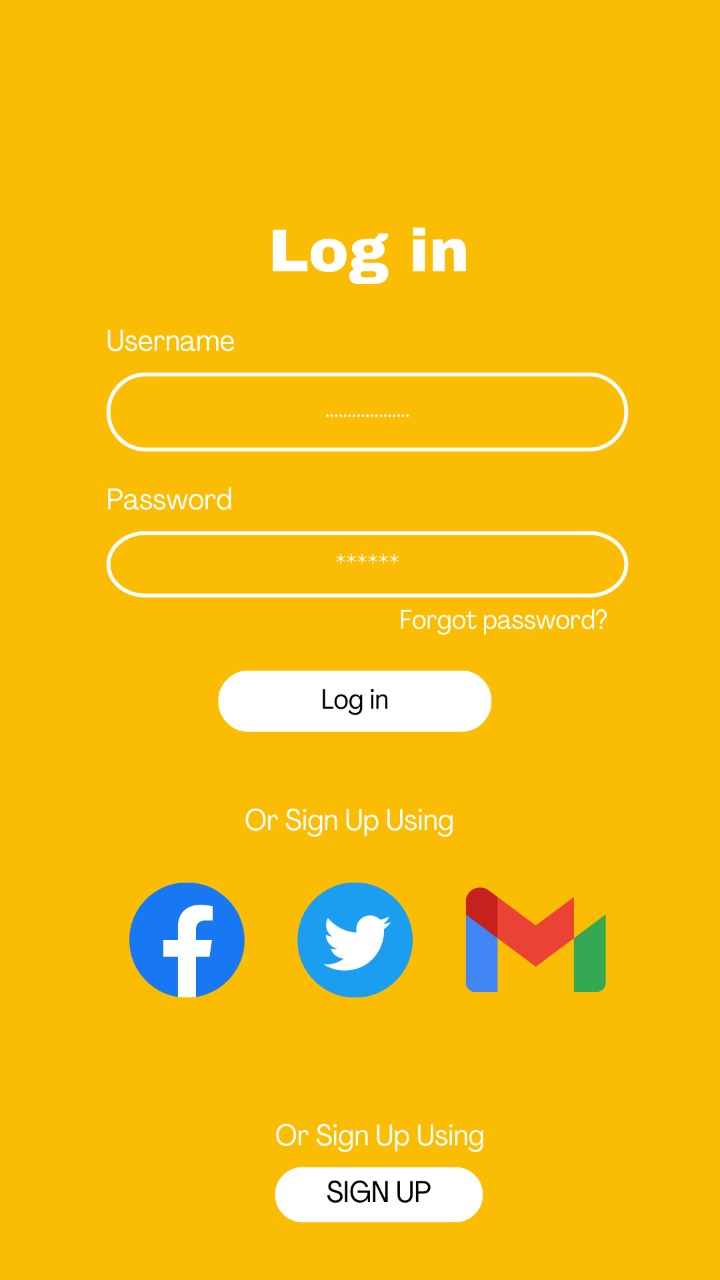 Log in
Username
...................
Password
******
Forgot password?
Log in
Or Sign Up Using
Or Sign Up Using
SIGN UP